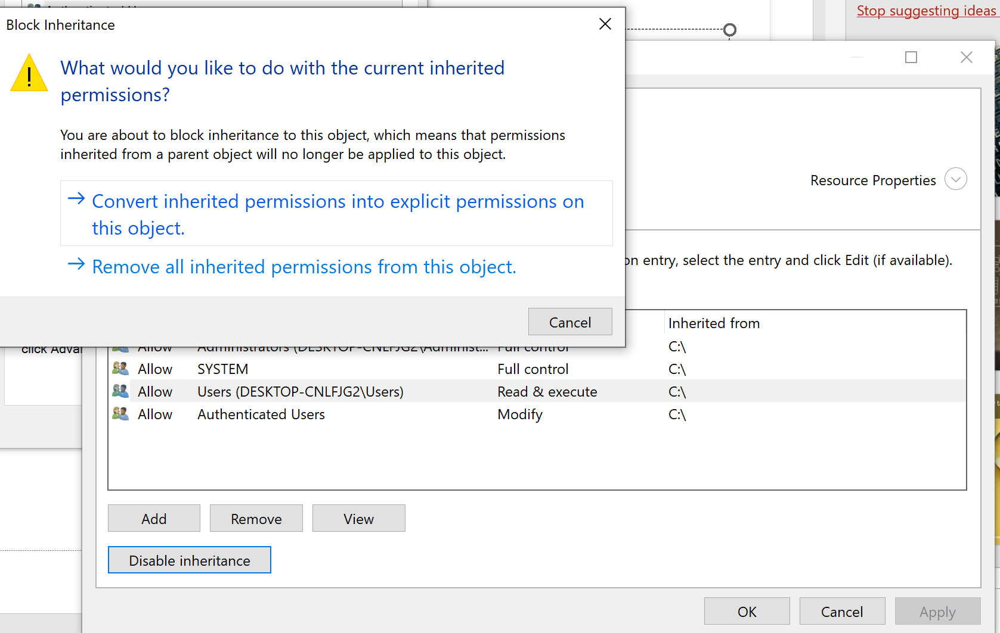 Stop suggesting ideas
Block Inheritance
What would you like to do with the current inherited
permissions?
You are about to block inheritance to this object, which means that permissions
inherited from a parent object will no longer be applied to this object.
Convert inherited permissions into explicit permissions on
this object.
Remove all inherited permissions from this object.
Cancel
Resource Properties
on entry, select the entry and click Edit (if available).
Inherited from
click Advan
Allow Administrators (DESKTOP-CNLFJG2\Administ... Full control C:\
Allow SYSTEM Full control C:\
Allow Users (DESKTOP-CNLFJG2\Users) Read & execute C:\
Allow Authenticated Users Modify C:\
Add Remove View
Disable inheritance
OK Cancel Apply